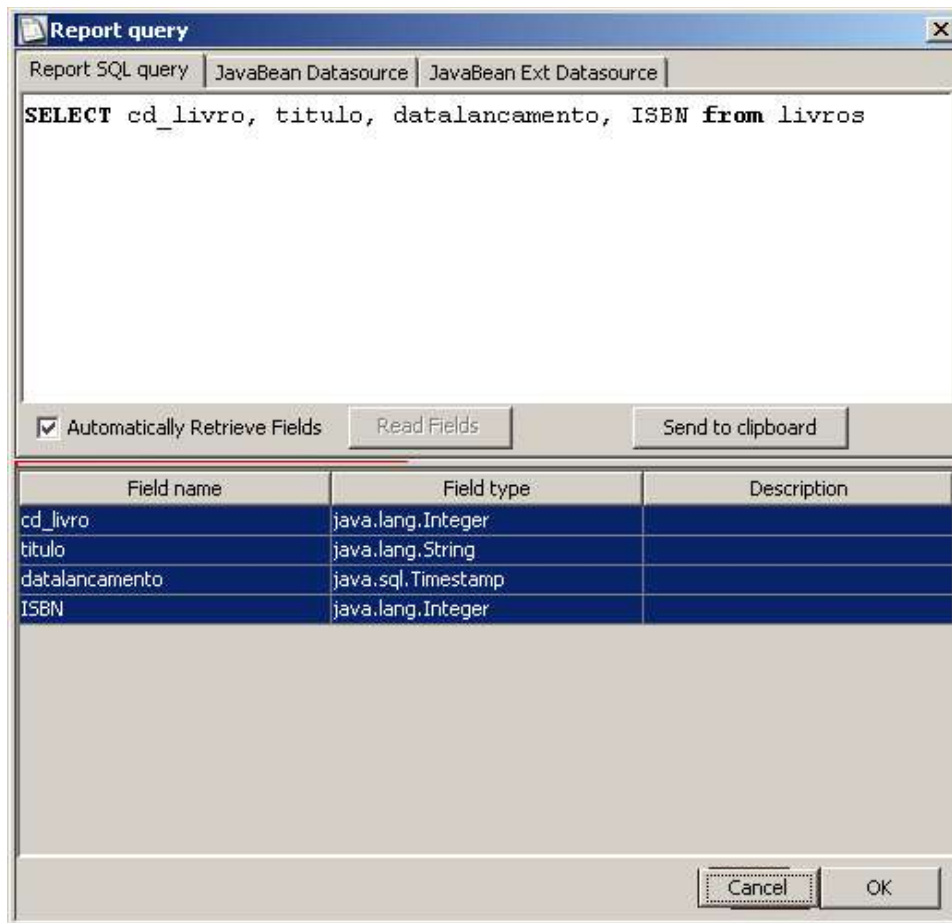 Report query
Report SQL query JavaBean Datasource JavaBean Ext Datasource
SELECT cd_livro, titulo, datalancamento, ISBN from livros
Automatically Retrieve Fields Read Fields Send to clipboard
Field name Field type Description
cd_livro java.lang.Integer
titulo java.lang.String
datalancamento java.sql.Timestamp
ISBN java.lang.Integer
Cancel OK